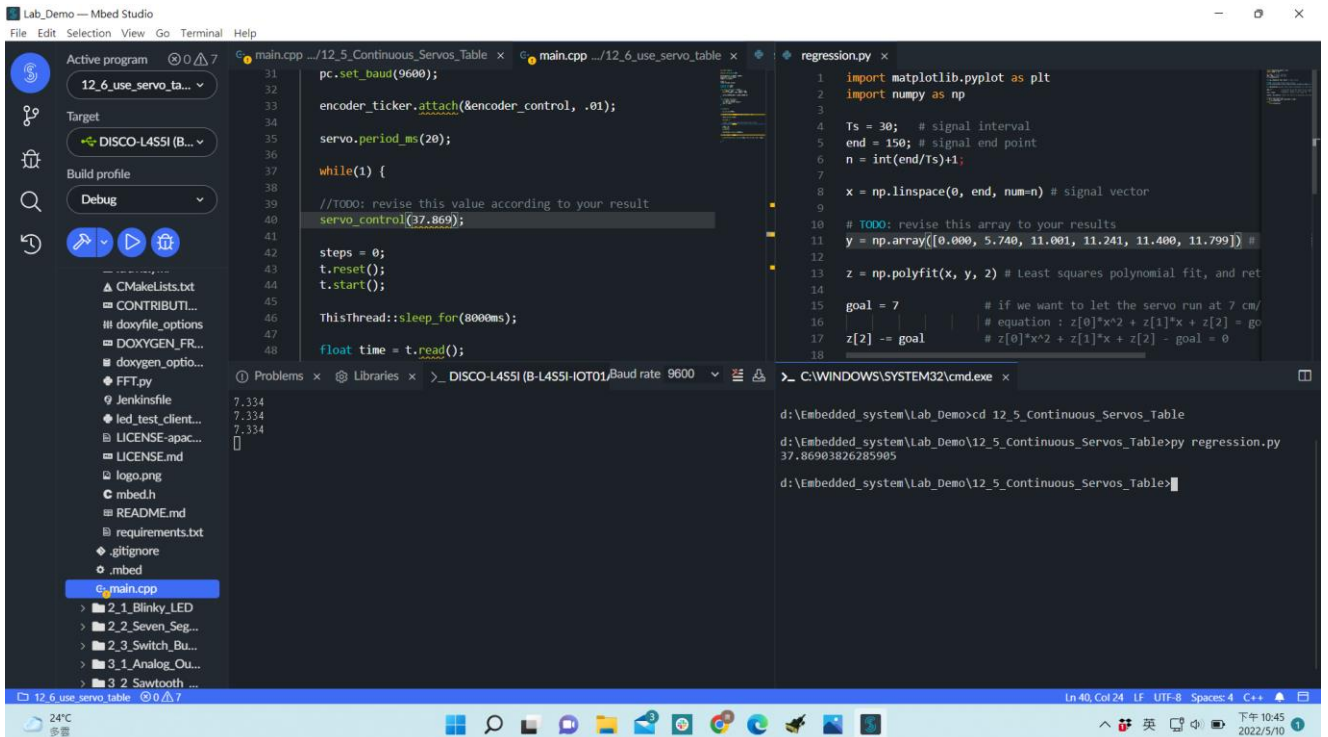 Lab_Demo — Mbed Studio
File Edit Selection View Go Terminal Help
Active program 0 7
12_6_use_servo_ta...
Target
DISCO-L4S5I (B...
Build profile
Debug
CMakeLists.txt
CONTRIBUTI...
doxyfile_options
DOXYGEN_FR...
doxygen_optio...
FFT.py
Jenkinsfile
led_test_client...
LICENSE-apac...
LICENSE.md
logo.png
mbed.h
README.md
requirements.txt
.gitignore
.mbed
main.cpp
2_1_Blinky_LED
2_2_Seven_Seg...
2_3_Switch_Bu...
3_1_Analog_Ou...
3_2_Sawtooth_...
main.cpp .../12_5_Continuous_Servos_Table × main.cpp .../12_6_use_servo_table ×
31 pc.set_baud(9600);
32
33 encoder_ticker.attach(&encoder_control, .01);
34
35 servo.period_ms(20);
36
37 while(1) {
38
39 //TODO: revise this value according to your result
40 servo_control(37.869);
41
42 steps = 0;
43 t.reset();
44 t.start();
45
46 ThisThread::sleep_for(8000ms);
47
48 float time = t.read();
regression.py ×
1 import matplotlib.pyplot as plt
2 import numpy as np
3
4 Ts = 30; # signal interval
5 end = 150; # signal end point
6 n = int(end/Ts)+1;
7
8 x = np.linspace(0, end, num=n) # signal vector
9
10 # TODO: revise this array to your results
11 y = np.array([0.000, 5.740, 11.001, 11.241, 11.400, 11.799]) #
12
13 z = np.polyfit(x, y, 2) # Least squares polynomial fit, and ret
14
15 goal = 7 # if we want to let the servo run at 7 cm/
16 # equation : z[0]*x^2 + z[1]*x + z[2] = go
17 z[2] -= goal # z[0]*x^2 + z[1]*x + z[2] - goal = 0
18
Problems × Libraries × >_ DISCO-L4S5I (B-L4S5I-IOT01A Baud rate 9600
7.334
7.334
7.334
>_ C:\WINDOWS\SYSTEM32\cmd.exe ×
d:\Embedded_system\Lab_Demo>cd 12_5_Continuous_Servos_Table
d:\Embedded_system\Lab_Demo\12_5_Continuous_Servos_Table>py regression.py
37.86903826285905
d:\Embedded_system\Lab_Demo\12_5_Continuous_Servos_Table>
12_6_use_servo_table 0 7
Ln 40, Col 24 LF UTF-8 Spaces: 4 C++
24°C
多雲
英
下午 10:45
2022/5/10